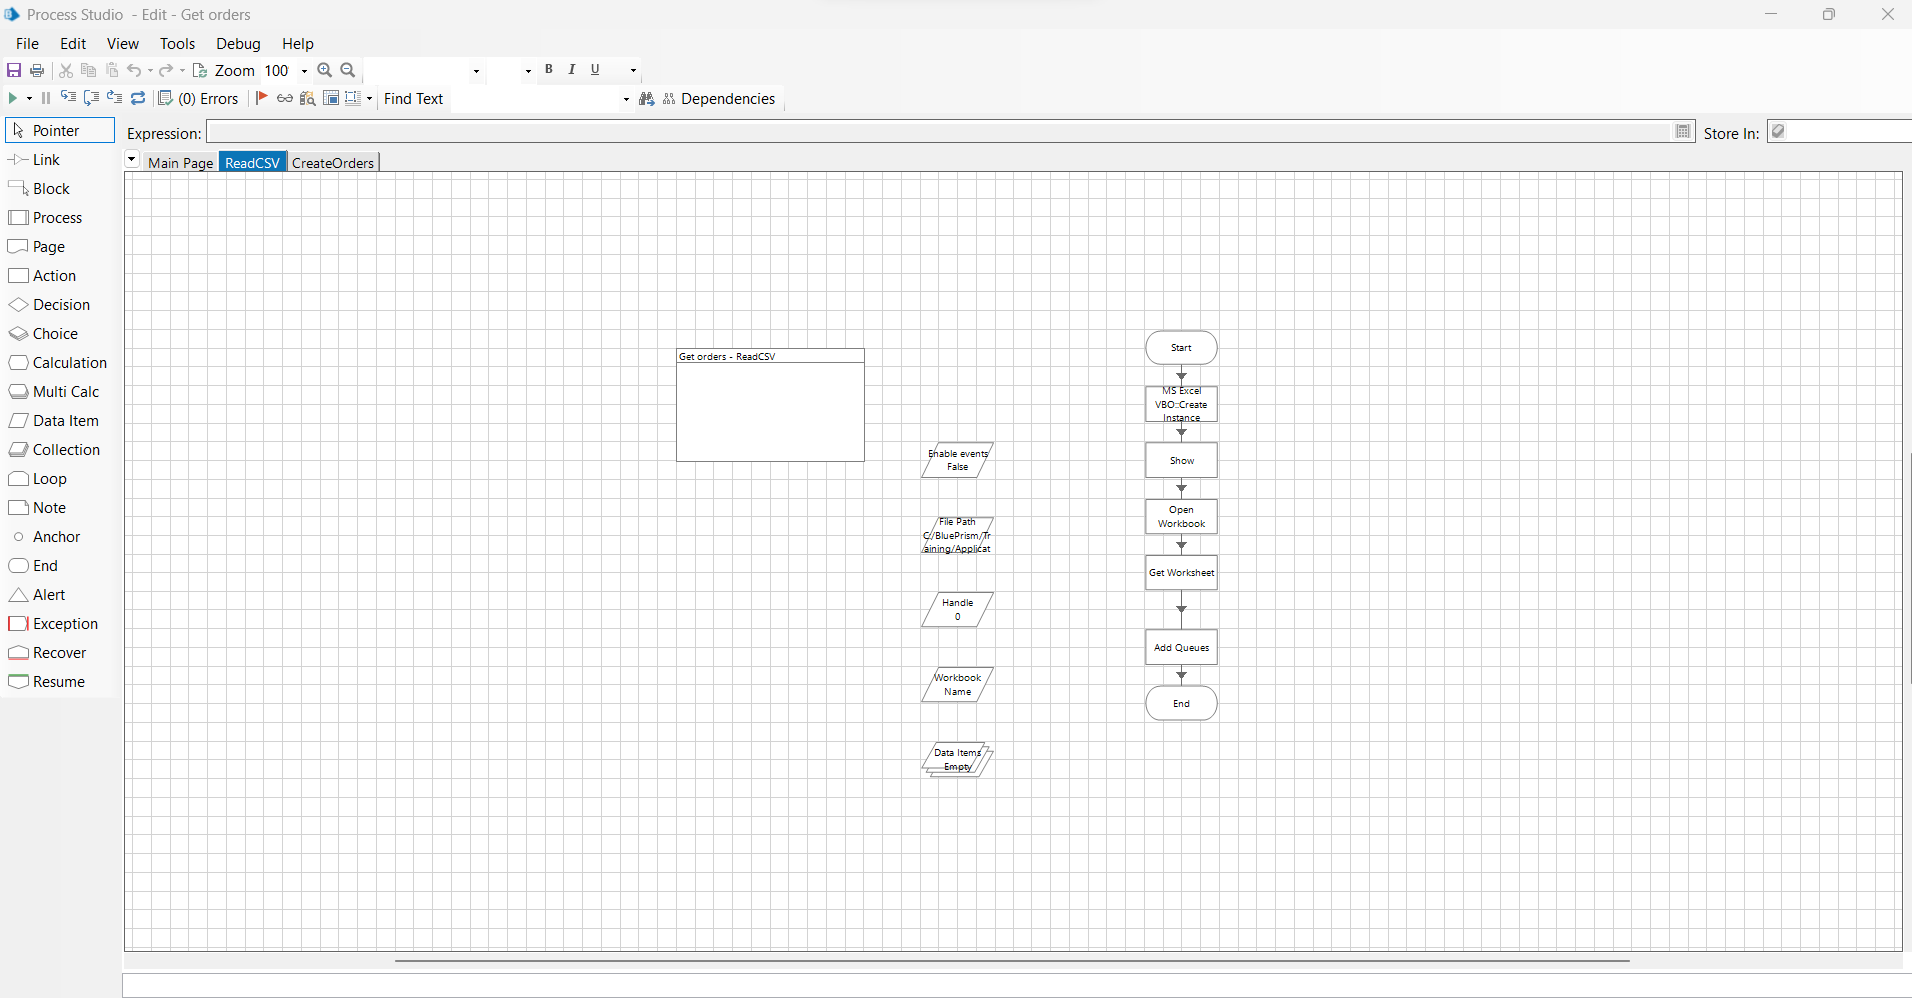 Process Studio - Edit - Get orders
File Edit View Tools Debug Help
Zoom 100 B I U
(0) Errors Find Text Dependencies
Pointer
Expression: Store In:
Link
Main Page ReadCSV CreateOrders
Block
Process
Page
Action
Decision
Choice
Calculation
Multi Calc
Data Item
Collection
Loop
Note
Anchor
End
Alert
Exception
Recover
Resume
Get orders - ReadCSV
Enable events
False
File Path
C:/BluePrism/Tr
aining/Applicat
Handle
0
Workbook
Name
Data Items
Empty
Start
MS Excel
VBO::Create
Instance
Show
Open
Workbook
Get Worksheet
Add Queues
End